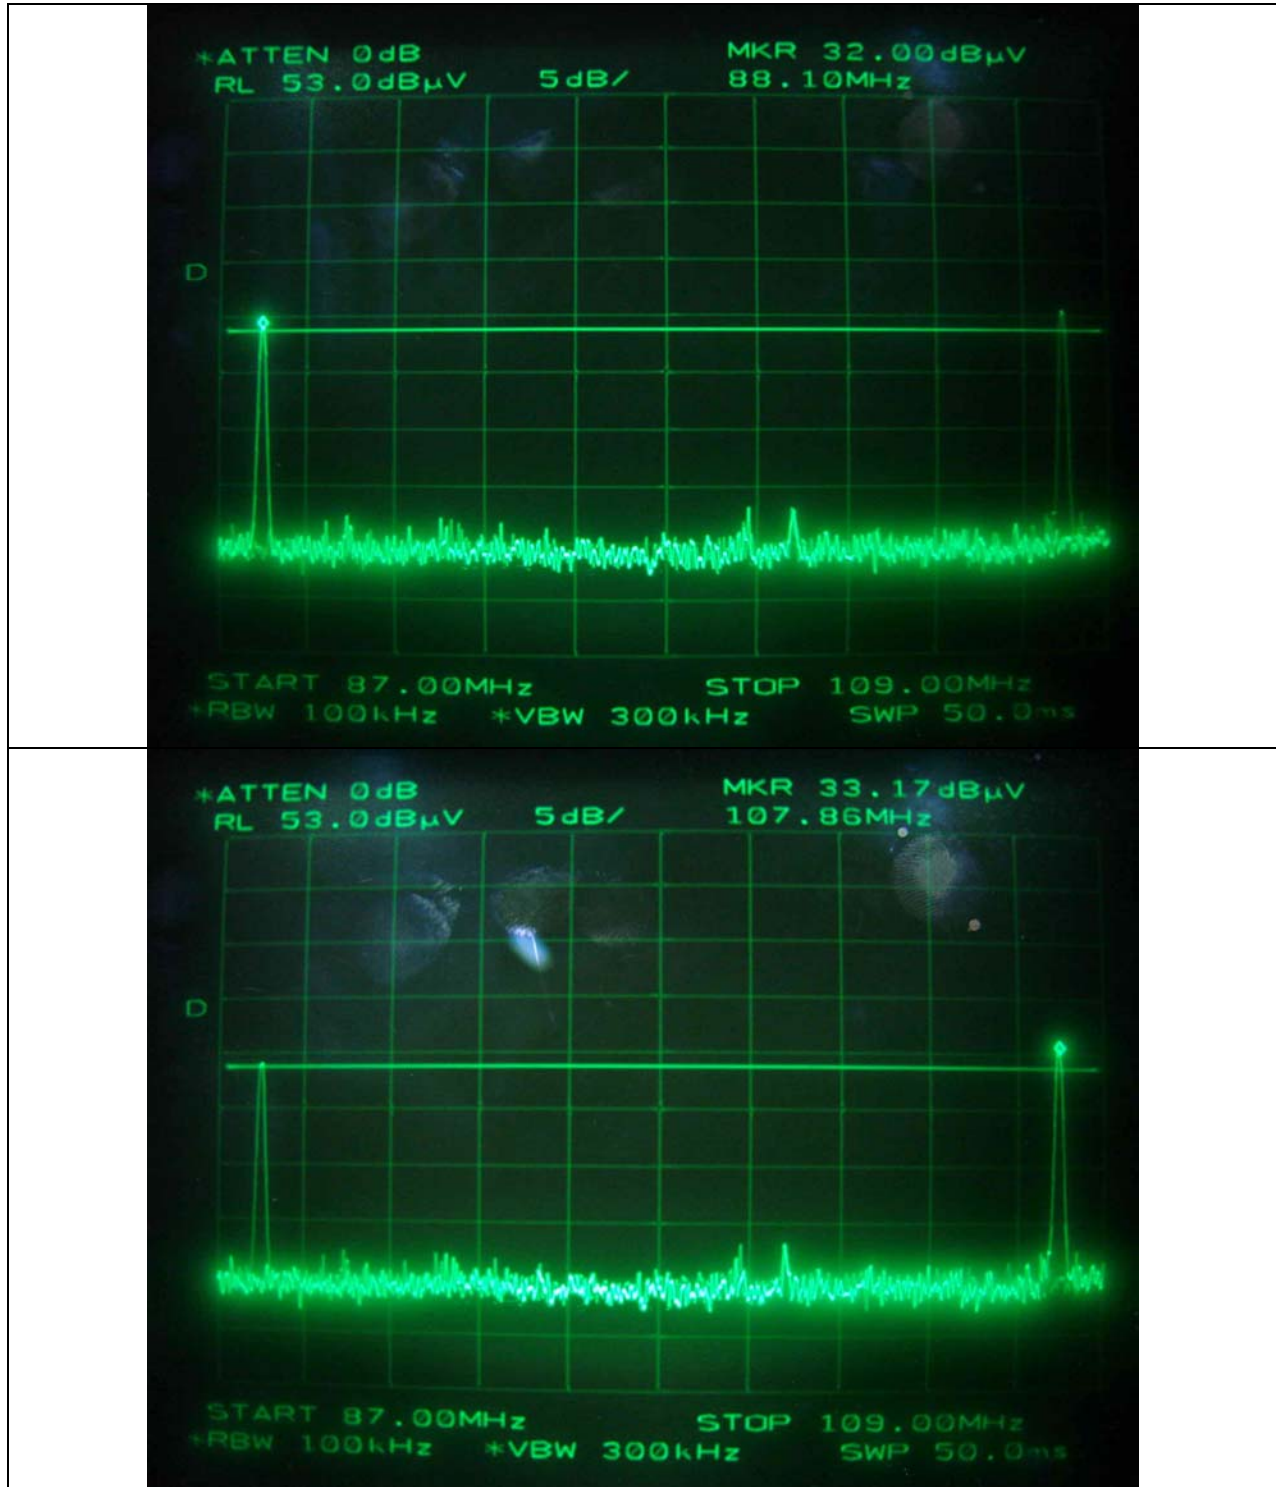 *ATTEN 0dB MKR 32.00dBµV
RL 53.0dBµV 5dB/ 88.10MHz
D
START 87.00MHz STOP 109.00MHz
*RBW 100kHz *VBW 300kHz SWP 50.0ms
*ATTEN 0dB MKR 33.17dBµV
RL 53.0dBµV 5dB/ 107.86MHz
D
START 87.00MHz STOP 109.00MHz
*RBW 100kHz *VBW 300kHz SWP 50.0ms